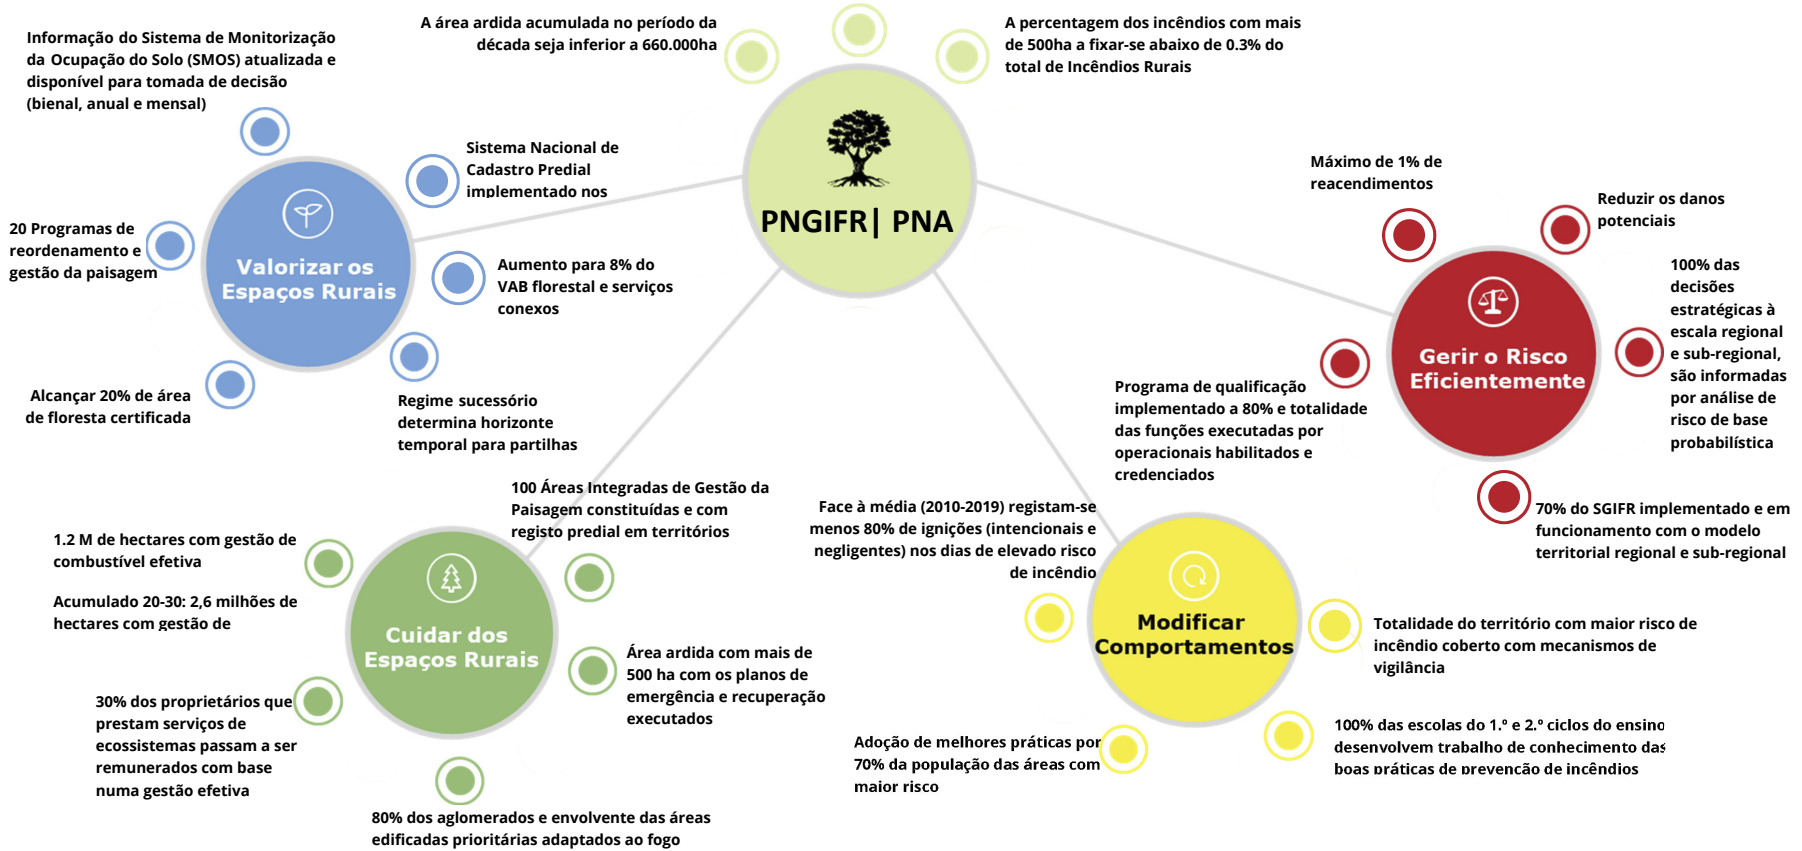 A área ardida acumulada no período da
década seja inferior a 660.000ha
A percentagem dos incêndios com mais
de 500ha a fixar-se abaixo de 0.3% do
total de Incêndios Rurais
PNGIFR| PNA
Informação do Sistema de Monitorização
da Ocupação do Solo (SMOS) atualizada e
disponível para tomada de decisão
(bienal, anual e mensal)
Sistema Nacional de
Cadastro Predial
implementado nos
20 Programas de
reordenamento e
gestão da paisagem
Valorizar os
Espaços Rurais
Aumento para 8% do
VAB florestal e serviços
conexos
Alcançar 20% de área
de floresta certificada
Regime sucessório
determina horizonte
temporal para partilhas
Máximo de 1% de
reacendimentos
Reduzir os danos
potenciais
Gerir o Risco
Eficientemente
100% das
decisões
estratégicas à
escala regional
e sub-regional,
são informadas
por análise de
risco de base
probabilística
Programa de qualificação
implementado a 80% e totalidade
das funções executadas por
operacionais habilitados e
credenciados
70% do SGIFR implementado e em
funcionamento com o modelo
territorial regional e sub-regional
100 Áreas Integradas de Gestão da
Paisagem constituídas e com
registo predial em territórios
1.2 M de hectares com gestão de
combustível efetiva
Acumulado 20-30: 2,6 milhões de
hectares com gestão de
Cuidar dos
Espaços Rurais
Área ardida com mais de
500 ha com os planos de
emergência e recuperação
executados
30% dos proprietários que
prestam serviços de
ecossistemas passam a ser
remunerados com base
numa gestão efetiva
80% dos aglomerados e envolvente das áreas
edificadas prioritárias adaptados ao fogo
Face à média (2010-2019) registam-se
menos 80% de ignições (intencionais e
negligentes) nos dias de elevado risco
de incêndio
Modificar
Comportamentos
Totalidade do território com maior risco de
incêndio coberto com mecanismos de
vigilância
Adoção de melhores práticas por
70% da população das áreas com
maior risco
100% das escolas do 1.º e 2.º ciclos do ensino
desenvolvem trabalho de conhecimento das
boas práticas de prevenção de incêndios